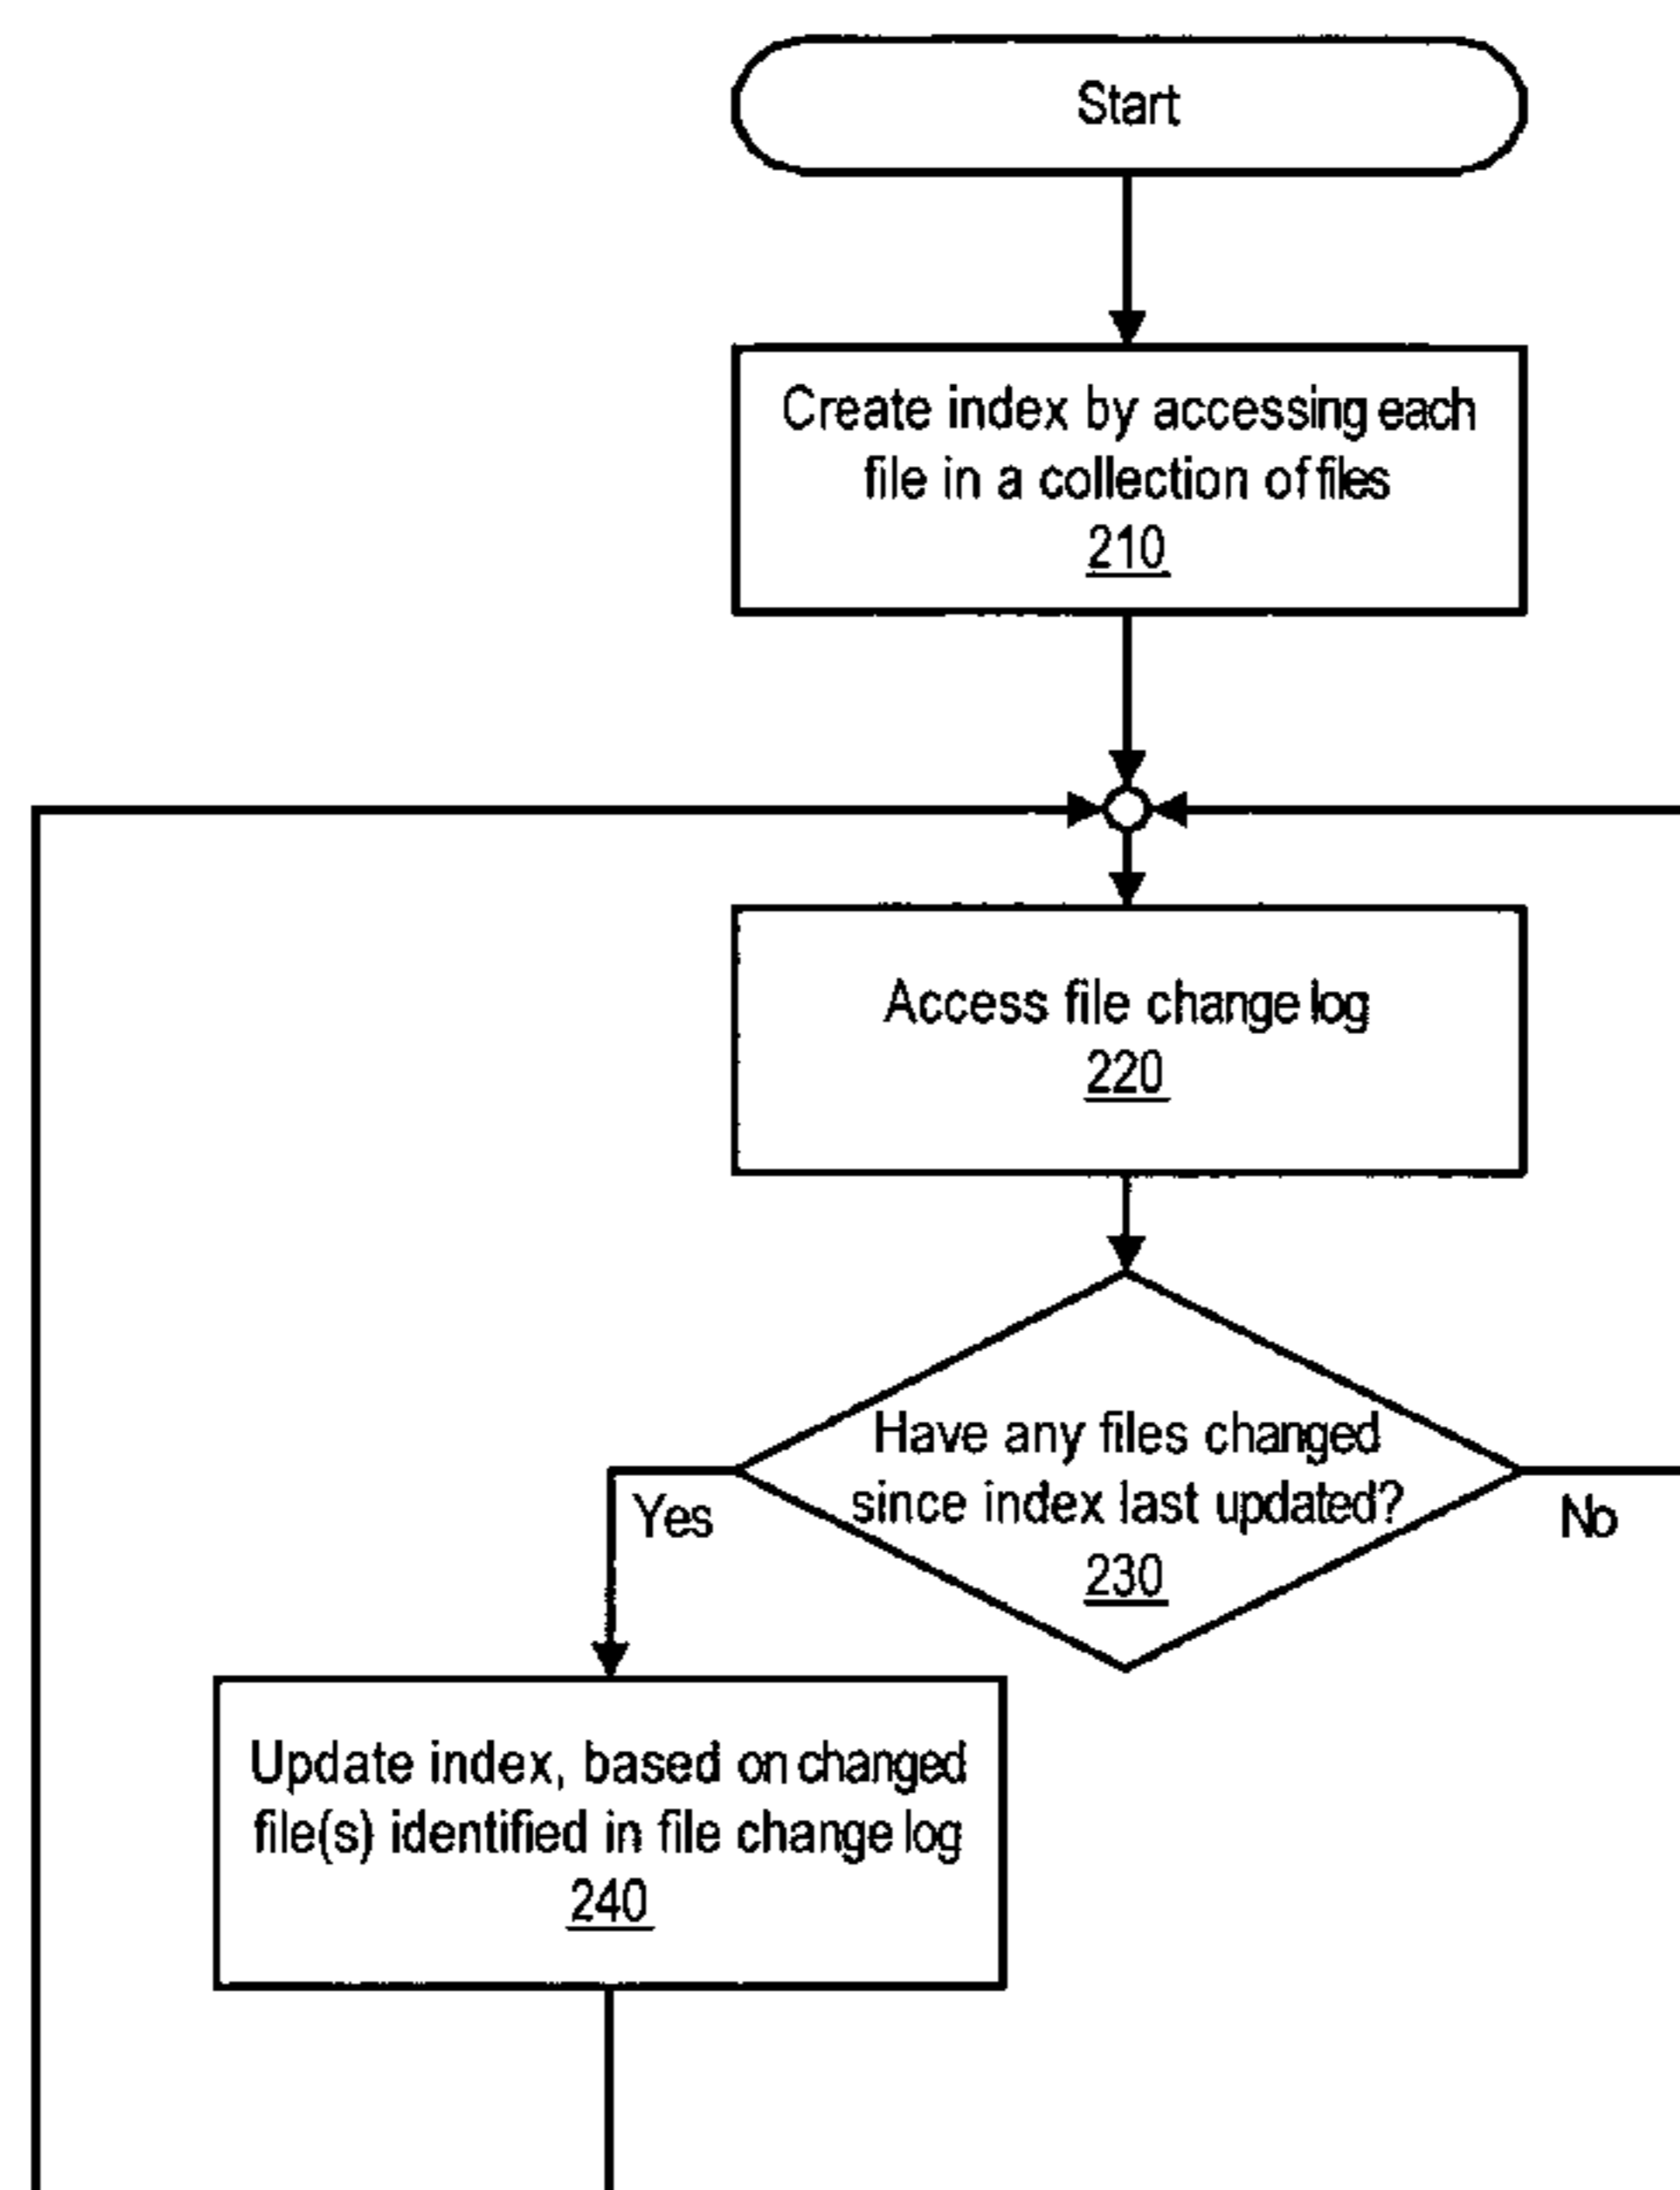 Start
Create index by accessing each
file in a collection of files
210
Access file change log
220
Have any files changed
since index last updated?
230
Yes
No
Update index, based on changed
file(s) identified in file change log
240